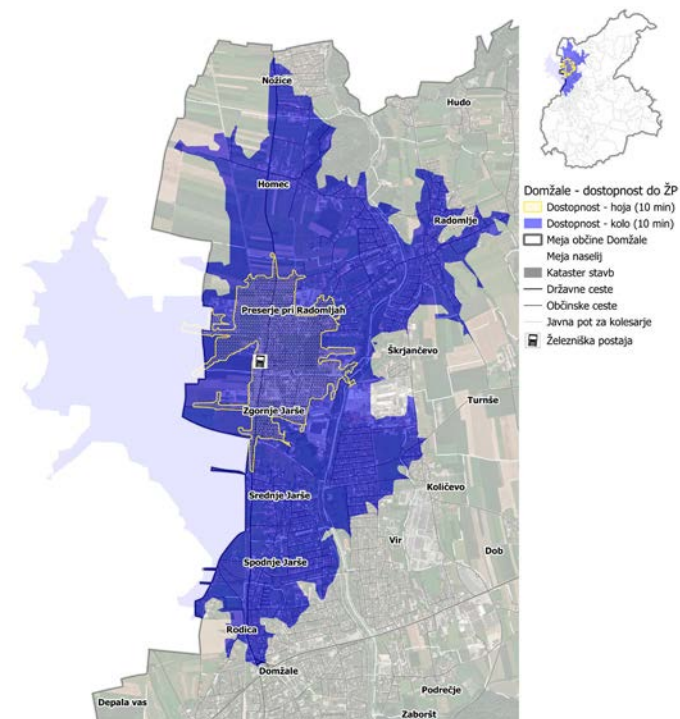 Nožice
Hudo
Homec
Radomlje
Preserje pri Radomljah
Škrjančevo
Zgornje Jarše
Turnše
Srednje Jarše
Količevo
Vir
Dob
Spodnje Jarše
Rodica
Domžale
Podrečje
Depala vas
Zaboršt
Domžale - dostopnost do ŽP
Dostopnost - hoja (10 min)
Dostopnost - kolo (10 min)
Meja občine Domžale
Meja naselij
Kataster stavb
Državne ceste
Občinske ceste
Javna pot za kolesarje
Železniška postaja